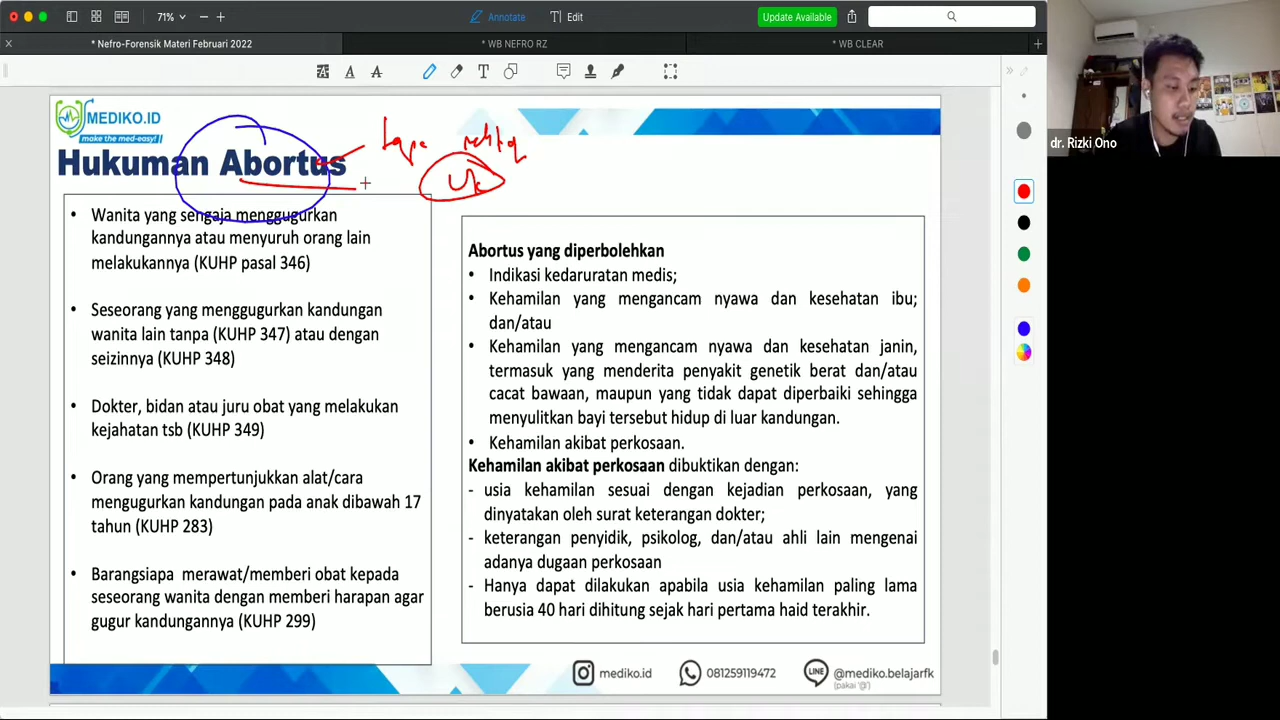 71%
Annotate
Edit
Update Available
* Nefro-Forensik Materi Februari 2022
* WB NEFRO RZ
* WB CLEAR
MEDIKO.ID
make the med-easy!
Hukuman Abortus
• Wanita yang sengaja menggugurkan
kandungannya atau menyuruh orang lain
melakukannya (KUHP pasal 346)
• Seseorang yang menggugurkan kandungan
wanita lain tanpa (KUHP 347) atau dengan
seizinnya (KUHP 348)
• Dokter, bidan atau juru obat yang melakukan
kejahatan tsb (KUHP 349)
• Orang yang mempertunjukkan alat/cara
mengugurkan kandungan pada anak dibawah 17
tahun (KUHP 283)
• Barangsiapa merawat/memberi obat kepada
seseorang wanita dengan memberi harapan agar
gugur kandungannya (KUHP 299)
Abortus yang diperbolehkan
• Indikasi kedaruratan medis;
• Kehamilan yang mengancam nyawa dan kesehatan ibu;
dan/atau
• Kehamilan yang mengancam nyawa dan kesehatan janin,
termasuk yang menderita penyakit genetik berat dan/atau
cacat bawaan, maupun yang tidak dapat diperbaiki sehingga
menyulitkan bayi tersebut hidup di luar kandungan.
• Kehamilan akibat perkosaan.
Kehamilan akibat perkosaan dibuktikan dengan:
- usia kehamilan sesuai dengan kejadian perkosaan, yang
dinyatakan oleh surat keterangan dokter;
- keterangan penyidik, psikolog, dan/atau ahli lain mengenai
adanya dugaan perkosaan
- Hanya dapat dilakukan apabila usia kehamilan paling lama
berusia 40 hari dihitung sejak hari pertama haid terakhir.
mediko.id
081259119472
@mediko.belajarfk
(pakai '@')
dr. Rizki Ono